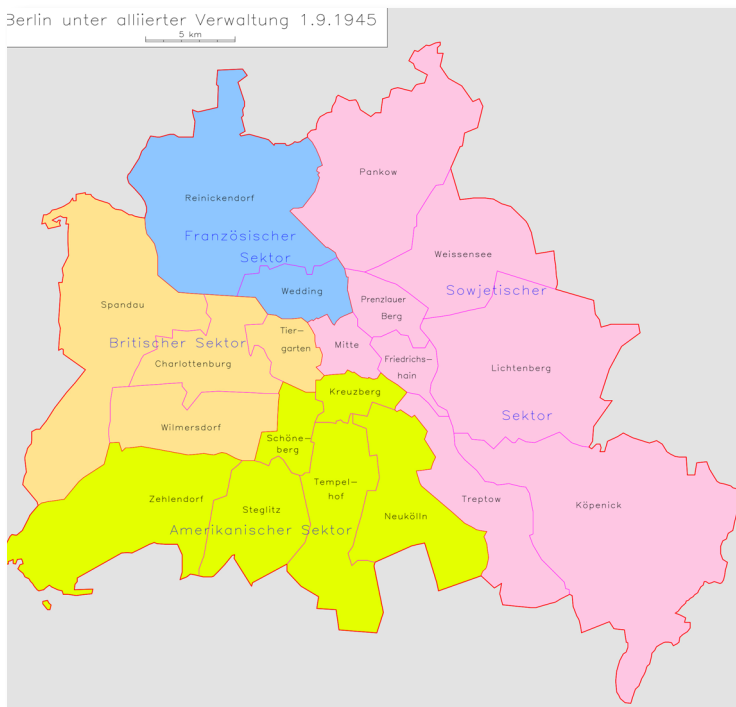 Berlin unter alliierter Verwaltung 1.9.1945
5 km
Pankow
Reinickendorf
Französischer
Sektor
Weissensee
Wedding
Sowjetischer
Prenzlauer
Berg
Spandau
Tier-
garten
Britischer Sektor
Mitte
Charlottenburg
Friedrichs-
hain
Lichtenberg
Kreuzberg
Sektor
Wilmersdorf
Schöne-
berg
Tempel-
hof
Zehlendorf
Steglitz
Treptow
Köpenick
Neukölln
Amerikanischer Sektor